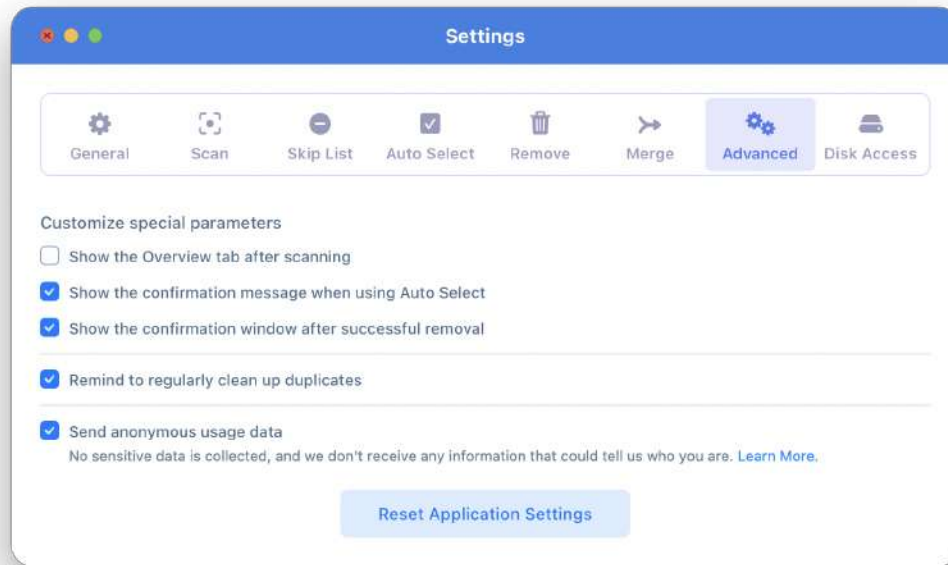 Settings
General Scan Skip List Auto Select Remove Merge Advanced Disk Access
Customize special parameters
Show the Overview tab after scanning
Show the confirmation message when using Auto Select
Show the confirmation window after successful removal
Remind to regularly clean up duplicates
Send anonymous usage data
No sensitive data is collected, and we don't receive any information that could tell us who you are. Learn More.
Reset Application Settings